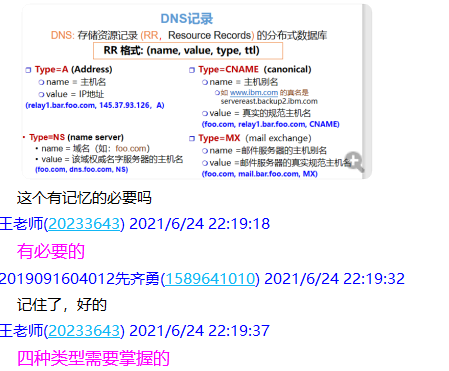 DNS记录
DNS: 存储资源记录 (RR，Resource Records) 的分布式数据库
RR 格式: (name, value, type, ttl)
Type=A (Address)
name = 主机名
value = IP地址
(relay1.bar.foo.com, 145.37.93.126，A)
Type=NS (name server)
name = 域名（如: foo.com）
value = 该域权威名字服务器的主机名
(foo.com, dns.foo.com, NS)
Type=CNAME（canonical）
name = 主机别名
如 www.ibm.com 的真名是
servereast.backup2.ibm.com
value = 真实的规范主机名
(foo.com, relay1.bar.foo.com, CNAME)
Type=MX（mail exchange）
name =邮件服务器的主机别名
value =邮件服务器的真实规范主机名
(foo.com, mail.bar.foo.com, MX)
这个有记忆的必要吗
王老师(20233643) 2021/6/24 22:19:18
有必要的
2019091604012先齐勇(1589641010) 2021/6/24 22:19:32
记住了，好的
王老师(20233643) 2021/6/24 22:19:37
四种类型需要掌握的